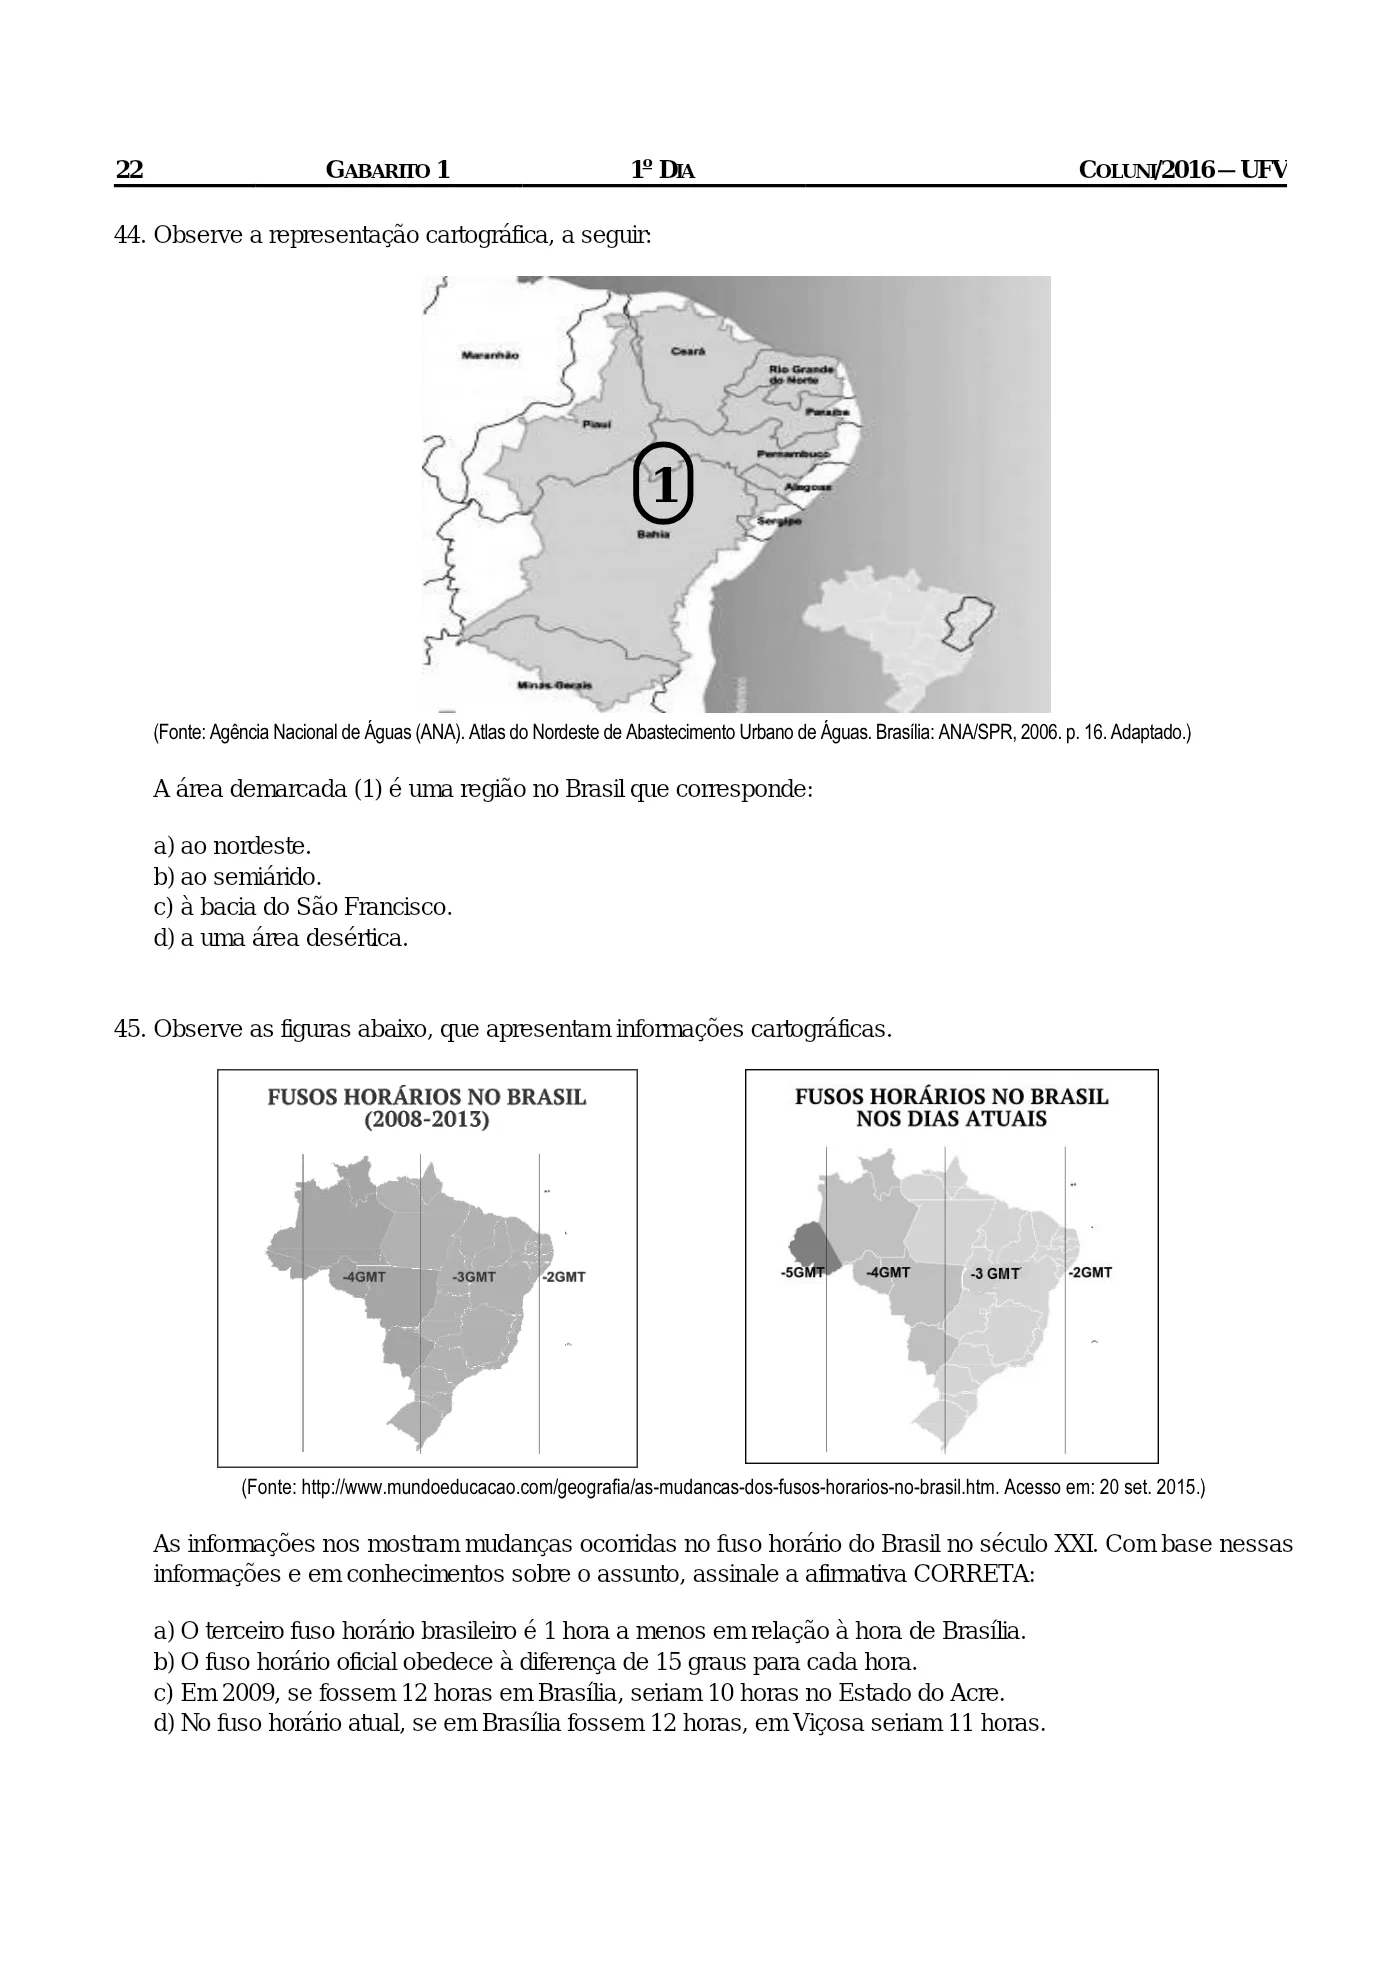 22 GABARITO 1 1º DIA COLUNI/2016 — UFV
44. Observe a representação cartográfica, a seguir:
Maranhão
Ceará
Rio Grande
do Norte
Paraíba
Piauí
Pernambuco
1
Alagoas
Sergipe
Bahia
Minas Gerais
(Fonte: Agência Nacional de Águas (ANA). Atlas do Nordeste de Abastecimento Urbano de Águas. Brasília: ANA/SPR, 2006. p. 16. Adaptado.)
A área demarcada (1) é uma região no Brasil que corresponde:
a) ao nordeste.
b) ao semiárido.
c) à bacia do São Francisco.
d) a uma área desértica.
45. Observe as figuras abaixo, que apresentam informações cartográficas.
FUSOS HORÁRIOS NO BRASIL
(2008-2013)
-4GMT -3GMT -2GMT
FUSOS HORÁRIOS NO BRASIL
NOS DIAS ATUAIS
-5GMT -4GMT -3 GMT -2GMT
(Fonte: http://www.mundoeducacao.com/geografia/as-mudancas-dos-fusos-horarios-no-brasil.htm. Acesso em: 20 set. 2015.)
As informações nos mostram mudanças ocorridas no fuso horário do Brasil no século XXI. Com base nessas
informações e em conhecimentos sobre o assunto, assinale a afirmativa CORRETA:
a) O terceiro fuso horário brasileiro é 1 hora a menos em relação à hora de Brasília.
b) O fuso horário oficial obedece à diferença de 15 graus para cada hora.
c) Em 2009, se fossem 12 horas em Brasília, seriam 10 horas no Estado do Acre.
d) No fuso horário atual, se em Brasília fossem 12 horas, em Viçosa seriam 11 horas.